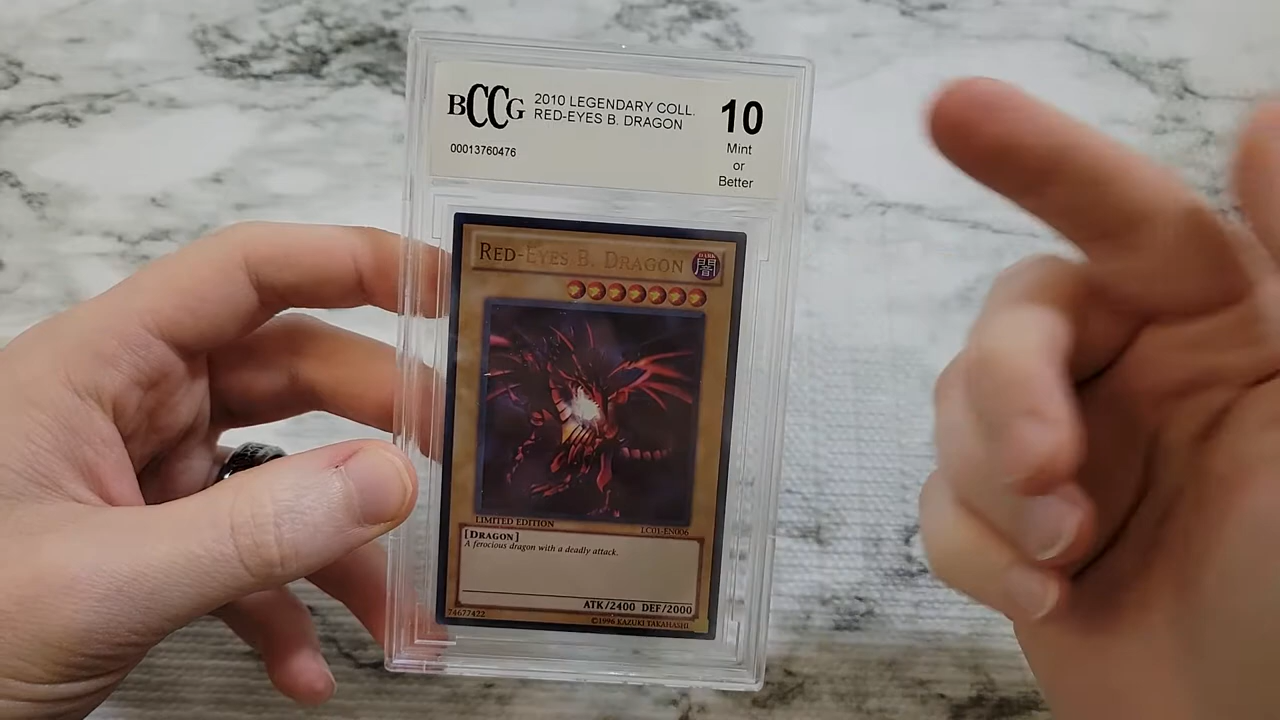 BCCG
2010 LEGENDARY COLL.
RED-EYES B. DRAGON
00013760476
10
Mint
or
Better
RED-EYES B. DRAGON
DARK
闇
LIMITED EDITION
LC01-EN006
[DRAGON]
A ferocious dragon with a deadly attack.
ATK/2400 DEF/2000
74677422
©1996 KAZUKI TAKAHASHI